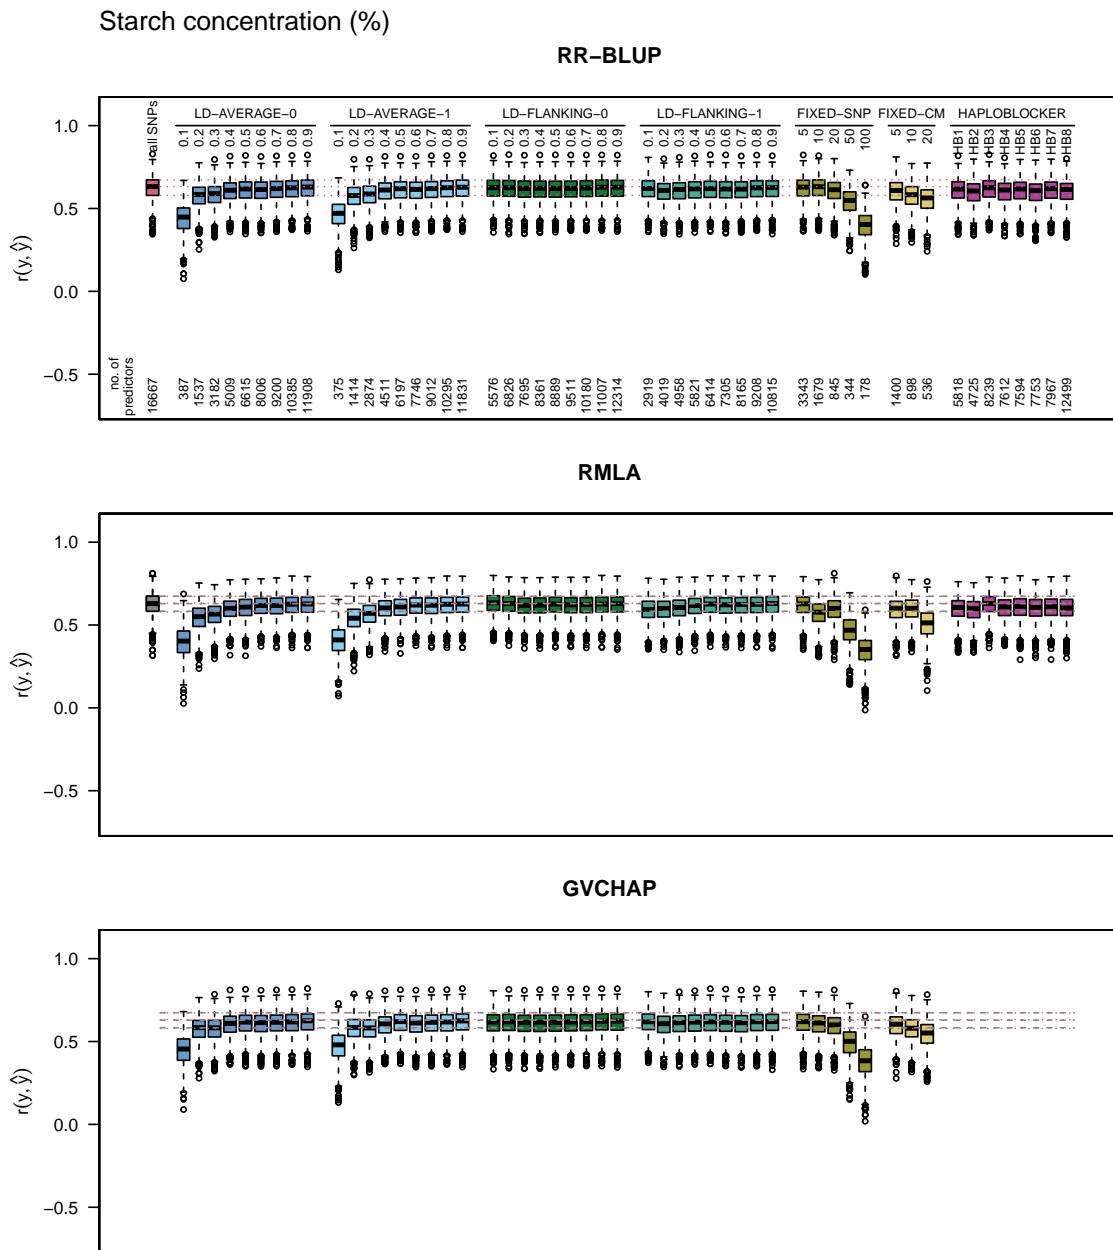 Starch concentration (%)
RR−BLUP
all SNPs LD−AVERAGE−0 LD−AVERAGE−1 LD−FLANKING−0 LD−FLANKING−1 FIXED−SNP FIXED−CM HAPLOBLOCKER
0.1 0.2 0.3 0.4 0.5 0.6 0.7 0.8 0.9 0.1 0.2 0.3 0.4 0.5 0.6 0.7 0.8 0.9 0.1 0.2 0.3 0.4 0.5 0.6 0.7 0.8 0.9 0.1 0.2 0.3 0.4 0.5 0.6 0.7 0.8 0.9 5 10 20 50 100 5 10 20 HB1 HB2 HB3 HB4 HB5 HB6 HB7 HB8
1.0
0.5
0.0
−0.5
r(y, ŷ)
no. of
predictors
16667 387 1537 3182 5009 6615 8006 9200 10385 11908 375 1414 2874 4511 6197 7746 9012 10295 11831 5576 6826 7695 8361 8889 9511 10180 11007 12314 2919 4019 4958 5821 6414 7305 8165 9208 10815 3343 1679 845 344 178 1400 898 536 5818 4725 8239 7612 7594 7753 7967 12499
RMLA
1.0
0.5
0.0
−0.5
r(y, ŷ)
GVCHAP
1.0
0.5
0.0
−0.5
r(y, ŷ)